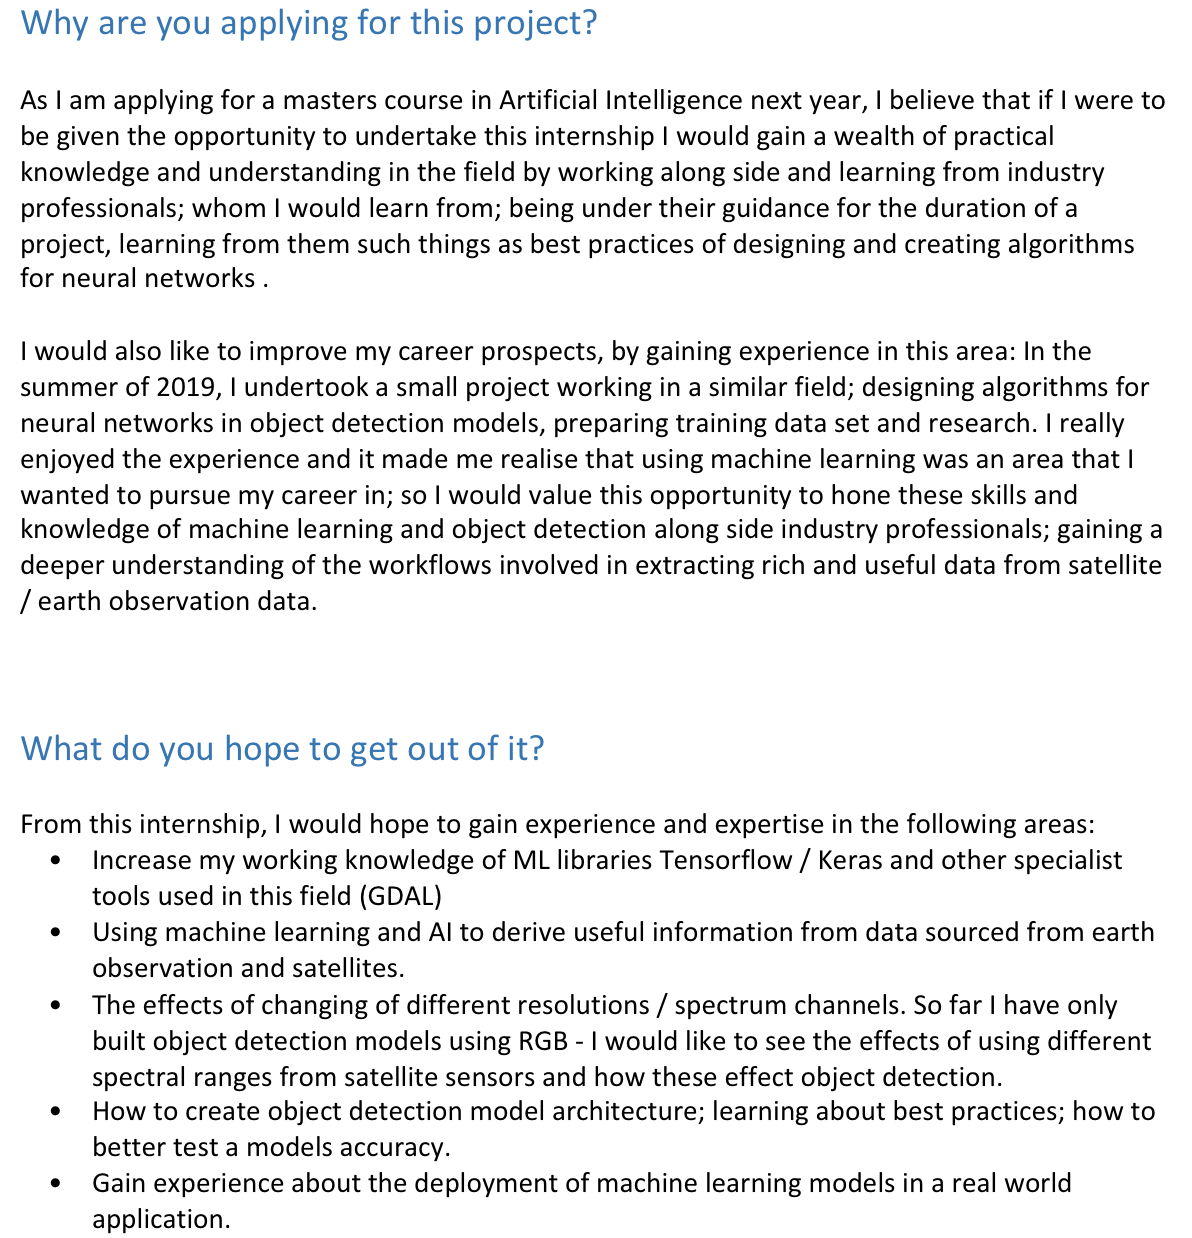 Why are you applying for this project?
As I am applying for a masters course in Artificial Intelligence next year, I believe that if I were to
be given the opportunity to undertake this internship I would gain a wealth of practical
knowledge and understanding in the field by working along side and learning from industry
professionals; whom I would learn from; being under their guidance for the duration of a
project, learning from them such things as best practices of designing and creating algorithms
for neural networks .
I would also like to improve my career prospects, by gaining experience in this area: In the
summer of 2019, I undertook a small project working in a similar field; designing algorithms for
neural networks in object detection models, preparing training data set and research. I really
enjoyed the experience and it made me realise that using machine learning was an area that I
wanted to pursue my career in; so I would value this opportunity to hone these skills and
knowledge of machine learning and object detection along side industry professionals; gaining a
deeper understanding of the workflows involved in extracting rich and useful data from satellite
/ earth observation data.
What do you hope to get out of it?
From this internship, I would hope to gain experience and expertise in the following areas:
• Increase my working knowledge of ML libraries Tensorflow / Keras and other specialist
tools used in this field (GDAL)
• Using machine learning and AI to derive useful information from data sourced from earth
observation and satellites.
• The effects of changing of different resolutions / spectrum channels. So far I have only
built object detection models using RGB - I would like to see the effects of using different
spectral ranges from satellite sensors and how these effect object detection.
• How to create object detection model architecture; learning about best practices; how to
better test a models accuracy.
• Gain experience about the deployment of machine learning models in a real world
application.